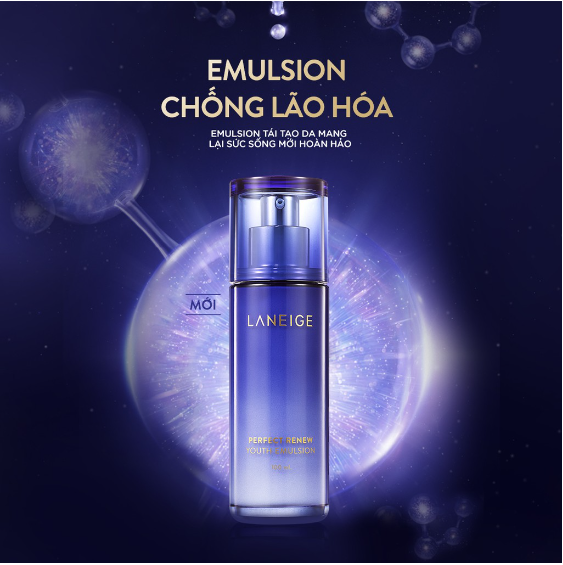 EMULSION
CHỐNG LÃO HÓA
EMULSION TÁI TẠO DA MANG
LẠI SỨC SỐNG MỚI HOÀN HẢO
MỚI
LANEIGE
PERFECT RENEW
YOUTH EMULSION